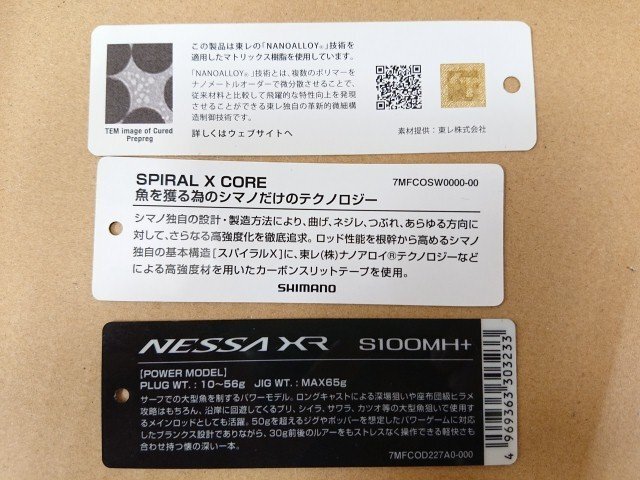 この製品は東レの「NANOALLOY®」技術を
適用したマトリックス樹脂を使用しています。
「NANOALLOY®」技術とは、複数のポリマーを
ナノメートルオーダーで微分散させることで、
従来材料と比較して飛躍的な特性向上を発現
させることができる東レ独自の革新的微細構
造制御技術です。
詳しくはウェブサイトへ
TEM image of Cured
Prepreg
素材提供：東レ株式会社
SPIRAL X CORE
7MFCOSW0000-00
魚を獲る為のシマノだけのテクノロジー
シマノ独自の設計・製造方法により、曲げ、ネジレ、つぶれ、あらゆる方向に
対して、さらなる高強度化を徹底追求。ロッド性能を根幹から高めるシマノ
独自の基本構造[スパイラルX]に、東レ(株)ナノアロイ®テクノロジーなど
による高強度材を用いたカーボンスリットテープを使用。
SHIMANO
NESSA XR S100MH+
[POWER MODEL]
PLUG WT. : 10～56g JIG WT. : MAX65g
サーフでの大型魚を制するパワーモデル。ロングキャストによる深場狙いや座布団級ヒラメ
攻略はもちろん、沿岸に回遊してくるブリ、シイラ、サワラ、カツオ等の大型魚狙いで使用す
るメインロッドとしても活躍。50gを超えるジグやポッパーを想定したパワーゲームに対応
したブランクス設計でありながら、30g前後のルアーをもストレスなく操作できる軽快さも
合わせ持つ懐の深い一本。
7MFCOD227A0-000
4 969363 303233